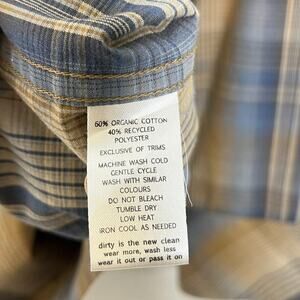 60% ORGANIC COTTON
40% RECYCLED
POLYESTER
EXCLUSIVE OF TRIMS
MACHINE WASH COLD
GENTLE CYCLE
WASH WITH SIMILAR
COLOURS
DO NOT BLEACH
TUMBLE DRY
LOW HEAT
IRON COOL AS NEEDED
dirty is the new clean
wear more, wash less
wear it out or pass it on